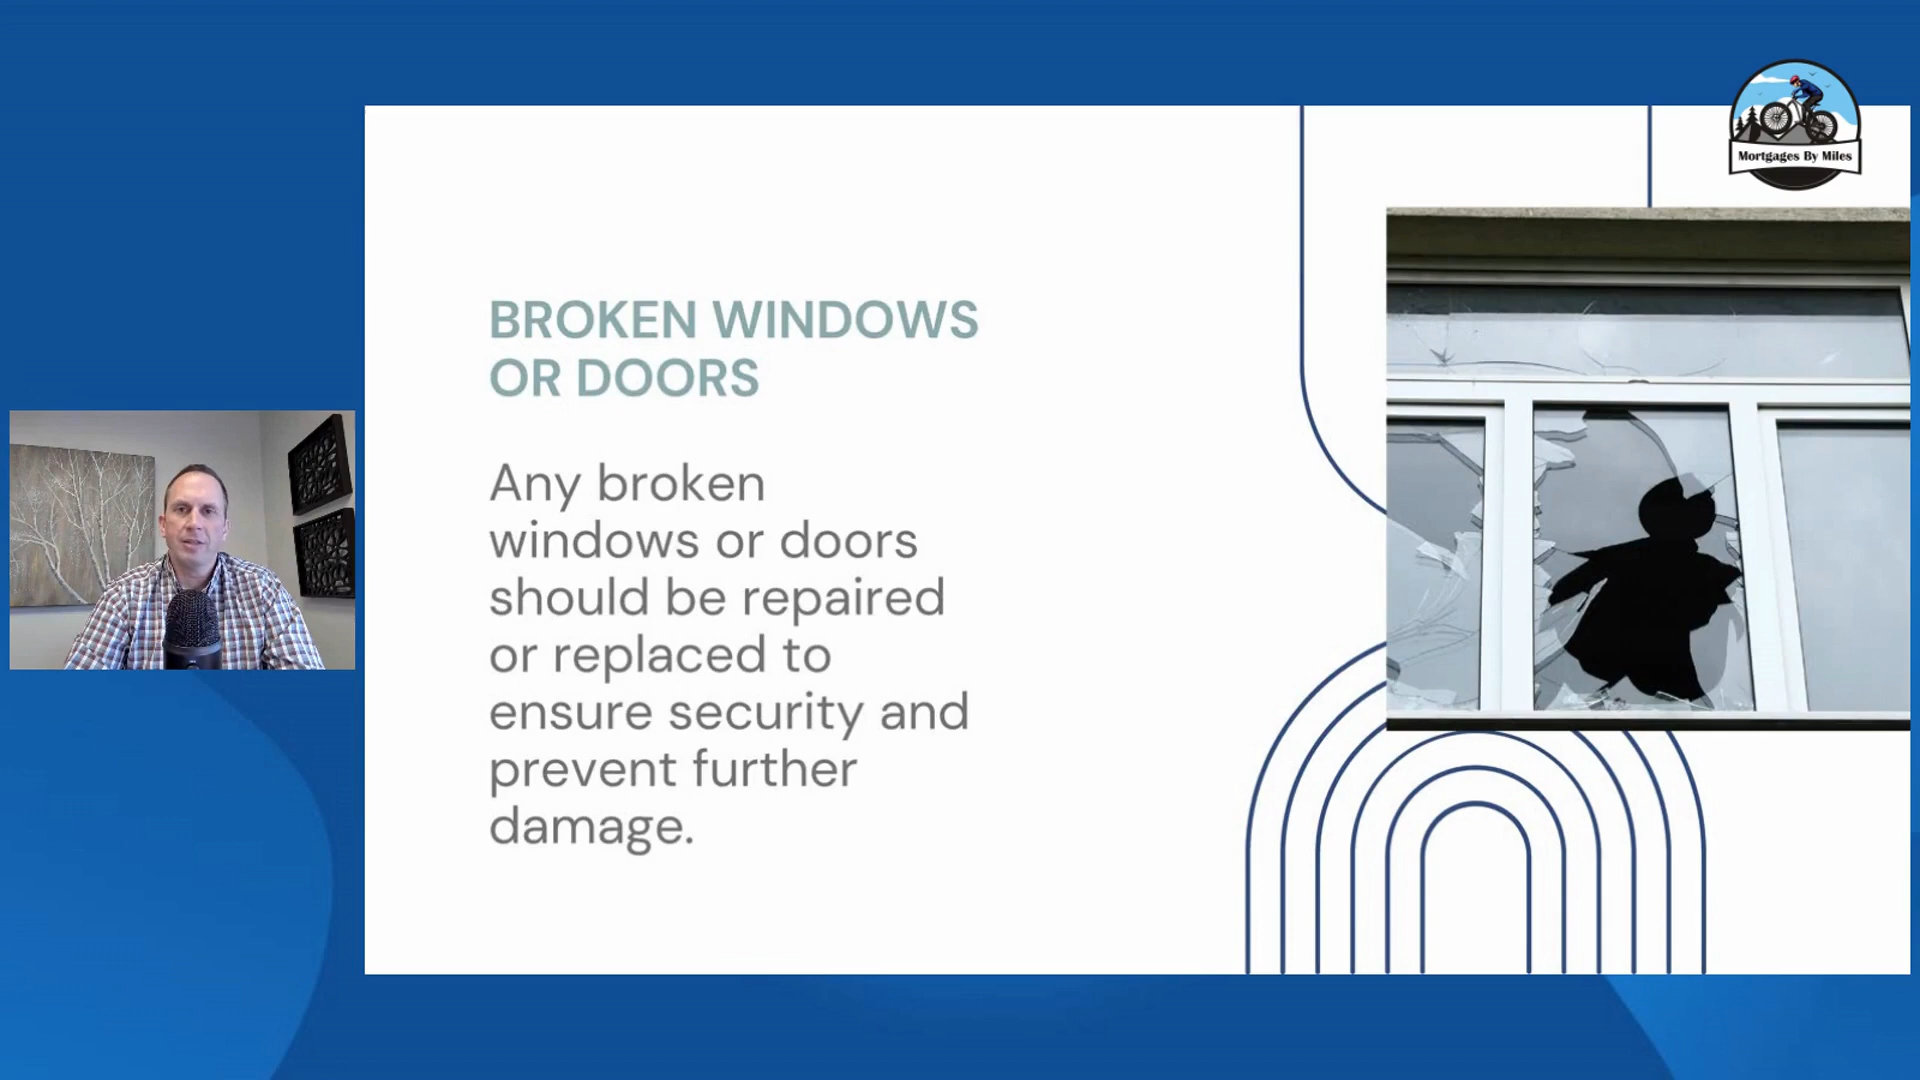 Mortgages By Miles
BROKEN WINDOWS
OR DOORS
Any broken
windows or doors
should be repaired
or replaced to
ensure security and
prevent further
damage.